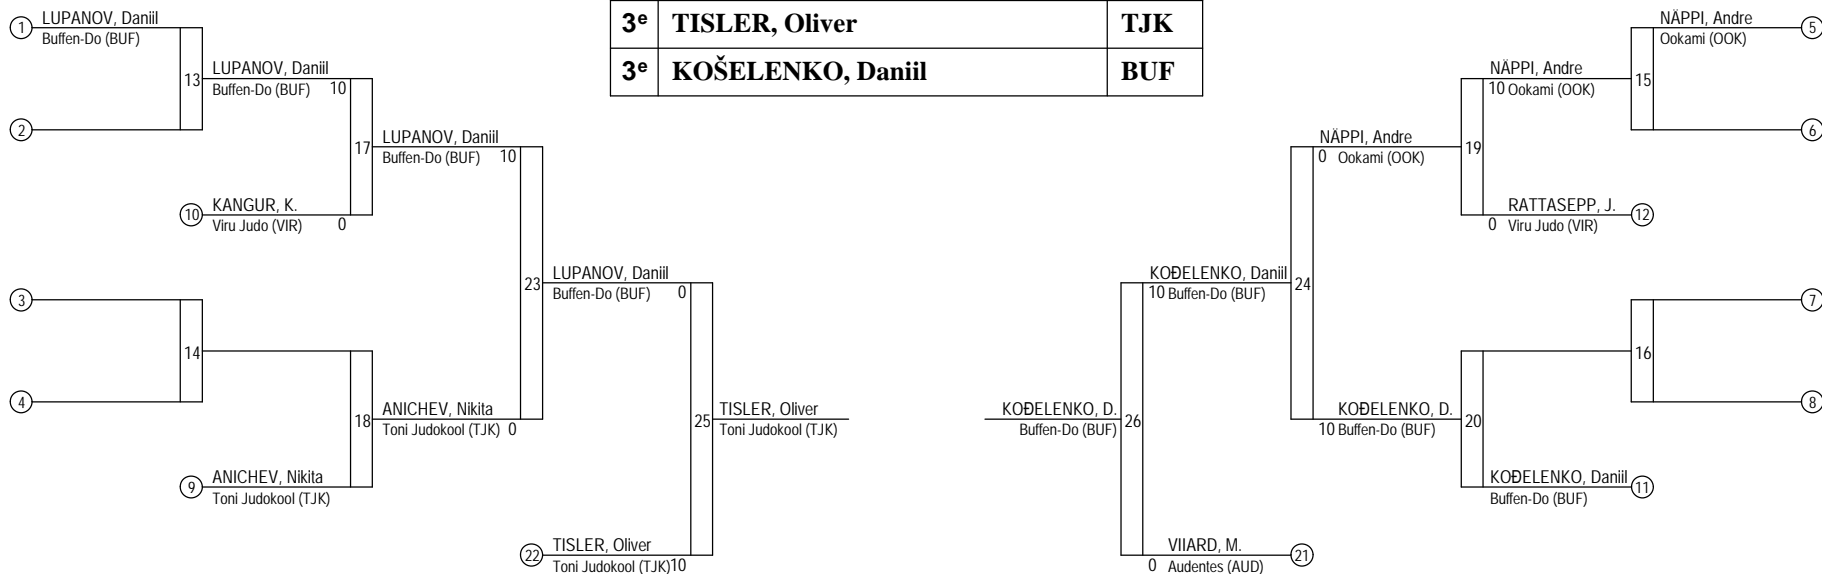 3e TISLER, Oliver TJK
3e KOŠELENKO, Daniil BUF
1 LUPANOV, Daniil
Buffen-Do (BUF)
13
LUPANOV, Daniil
Buffen-Do (BUF) 10
2
17
LUPANOV, Daniil
Buffen-Do (BUF) 10
10 KANGUR, K.
Viru Judo (VIR) 0
23
LUPANOV, Daniil
Buffen-Do (BUF) 0
3
14
4
18
ANICHEV, Nikita
Toni Judokool (TJK) 0
9 ANICHEV, Nikita
Toni Judokool (TJK)
25
TISLER, Oliver
Toni Judokool (TJK)
22 TISLER, Oliver
Toni Judokool (TJK)10
NÄPPI, Andre 5
Ookami (OOK)
15
NÄPPI, Andre
10 Ookami (OOK)
6
19
NÄPPI, Andre
0 Ookami (OOK)
RATTASEPP, J. 12
0 Viru Judo (VIR)
24
KOÐELENKO, Daniil
10 Buffen-Do (BUF)
7
16
8
20
KOÐELENKO, D.
10 Buffen-Do (BUF)
KOÐELENKO, Daniil 11
Buffen-Do (BUF)
26
KOÐELENKO, D.
Buffen-Do (BUF)
VIIARD, M. 21
0 Audentes (AUD)